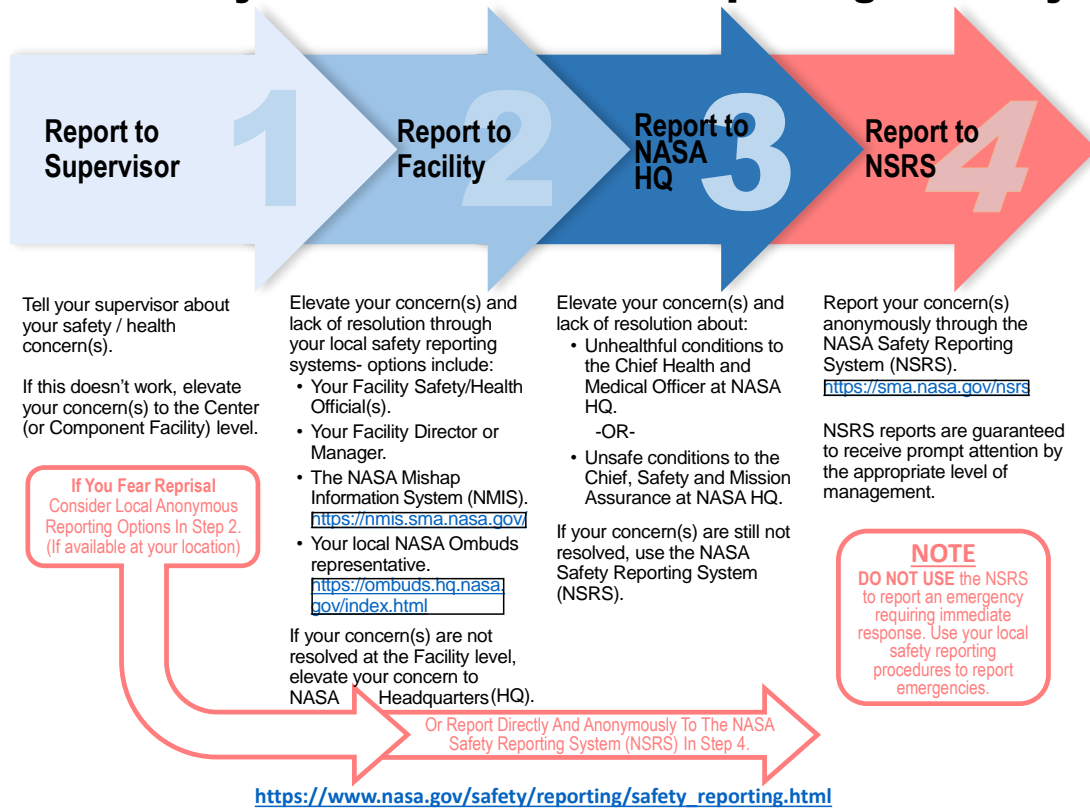 Report to
Supervisor
1
Report to
Facility
2
Report to
NASA
HQ
3
Report to
NSRS
4
Tell your supervisor about
your safety / health
concern(s).
If this doesn't work, elevate
your concern(s) to the Center
(or Component Facility) level.
If You Fear Reprisal
Consider Local Anonymous
Reporting Options In Step 2.
(If available at your location)
Elevate your concern(s) and
lack of resolution through
your local safety reporting
systems- options include:
• Your Facility Safety/Health
Official(s).
• Your Facility Director or
Manager.
• The NASA Mishap
Information System (NMIS).
https://nmis.sma.nasa.gov/
• Your local NASA Ombuds
representative.
https://ombuds.hq.nasa.
gov/index.html
If your concern(s) are not
resolved at the Facility level,
elevate your concern to
NASA Headquarters (HQ).
Elevate your concern(s) and
lack of resolution about:
• Unhealthful conditions to
the Chief Health and
Medical Officer at NASA
HQ.
-OR-
• Unsafe conditions to the
Chief, Safety and Mission
Assurance at NASA HQ.
If your concern(s) are still not
resolved, use the NASA
Safety Reporting System
(NSRS).
Report your concern(s)
anonymously through the
NASA Safety Reporting
System (NSRS).
https://sma.nasa.gov/nsrs
NSRS reports are guaranteed
to receive prompt attention by
the appropriate level of
management.
NOTE
DO NOT USE the NSRS
to report an emergency
requiring immediate
response. Use your local
safety reporting
procedures to report
emergencies.
Or Report Directly And Anonymously To The NASA
Safety Reporting System (NSRS) In Step 4.
https://www.nasa.gov/safety/reporting/safety_reporting.html